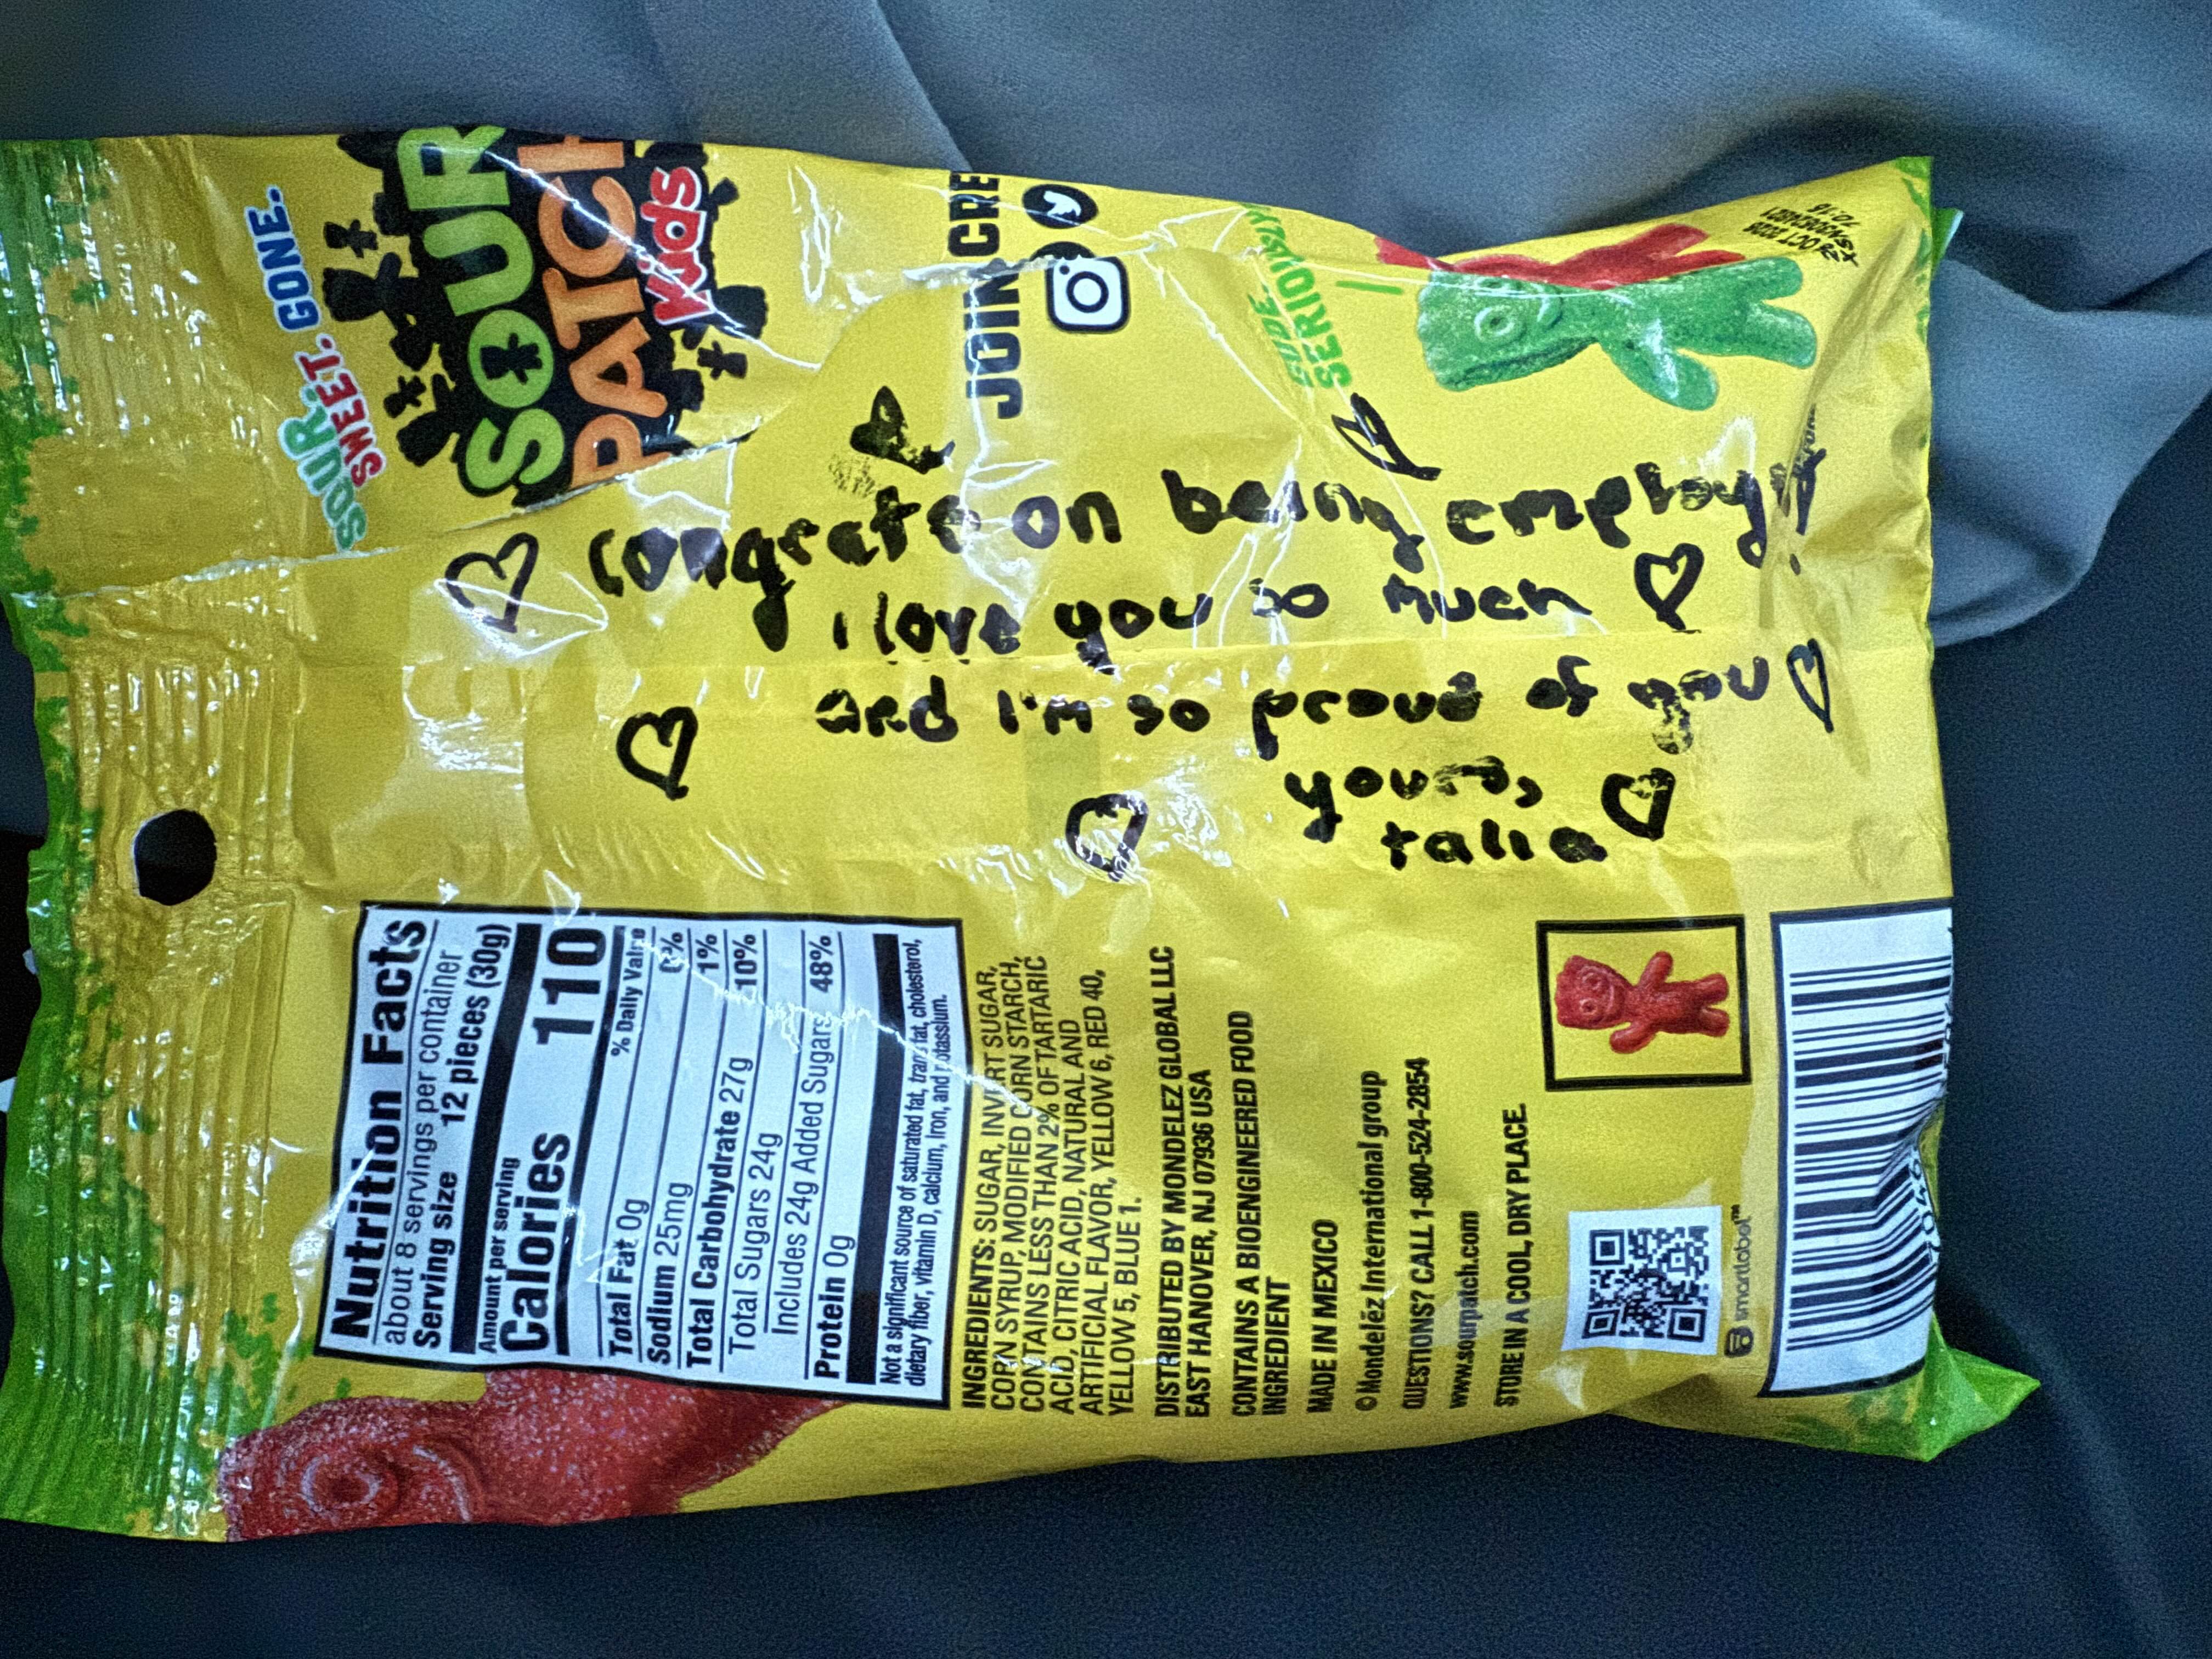 SOUR.
SWEET. GONE.
SOUR
PATCH
Kids
JOIN
SERIOUSLY
Congrats on being employed!
i love you so much
and I'm so proud of you
yours,
talia
Nutrition Facts
about 8 servings per container
Serving size 12 pieces (30g)
Amount per serving
Calories 110
% Daily Value
Total Fat 0g 0%
Sodium 25mg 1%
Total Carbohydrate 27g 10%
Total Sugars 24g
Includes 24g Added Sugars 48%
Protein 0g
Not a significant source of saturated fat, trans fat, cholesterol,
dietary fiber, vitamin D, calcium, iron, and potassium.
INGREDIENTS: SUGAR, INVERT SUGAR,
CORN SYRUP, MODIFIED CORN STARCH,
CONTAINS LESS THAN 2% OF TARTARIC
ACID, CITRIC ACID, NATURAL AND
ARTIFICIAL FLAVOR, YELLOW 6, RED 40,
YELLOW 5, BLUE 1.
DISTRIBUTED BY MONDELEZ GLOBAL LLC
EAST HANOVER, NJ 07936 USA
CONTAINS A BIOENGINEERED FOOD
INGREDIENT
MADE IN MEXICO
© Mondelēz International group
QUESTIONS? CALL 1-800-524-2854
www.sourpatch.com
STORE IN A COOL, DRY PLACE.
smartlabel™